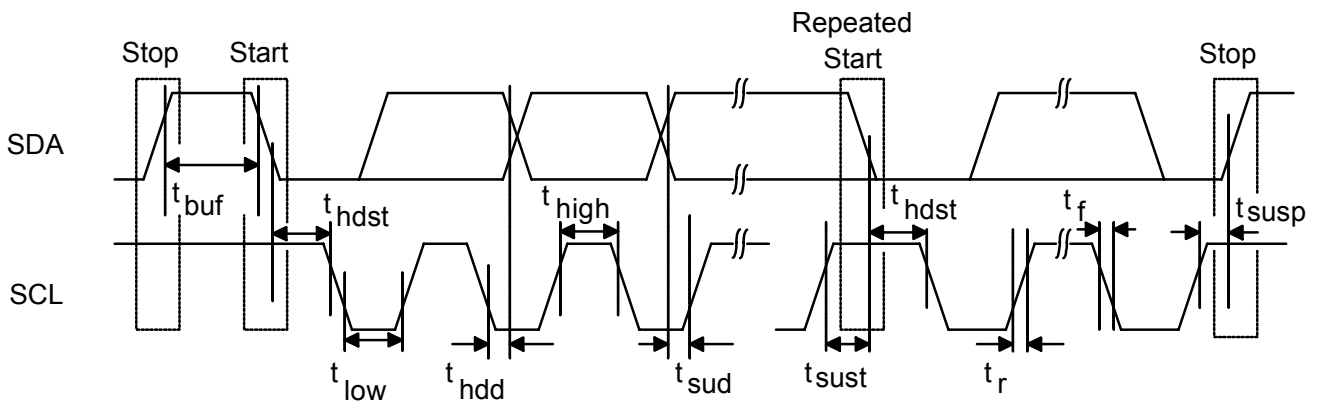 Repeated
Stop Start Start Stop
SDA
t buf t hdst t high t hdst t f t susp
SCL
t low t hdd t sud t sust t r